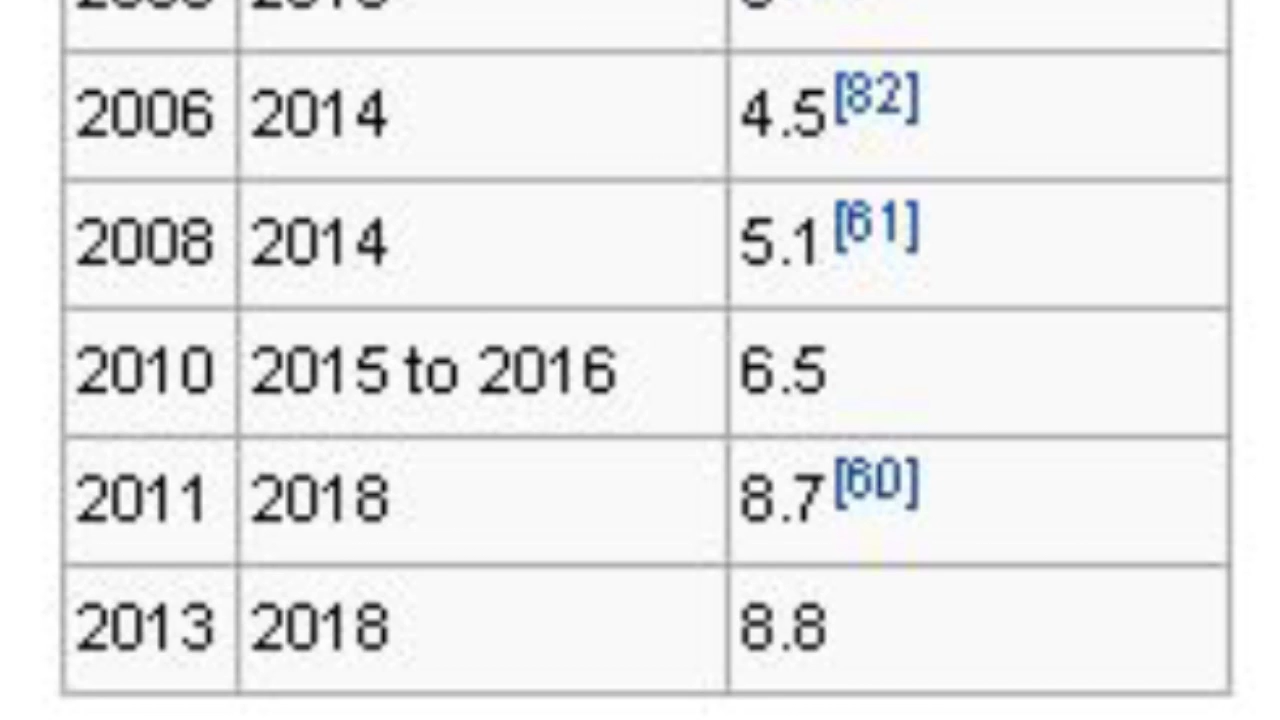 2006 2014 4.5[82]
2008 2014 5.1[61]
2010 2015 to 2016 6.5
2011 2018 8.7[60]
2013 2018 8.8